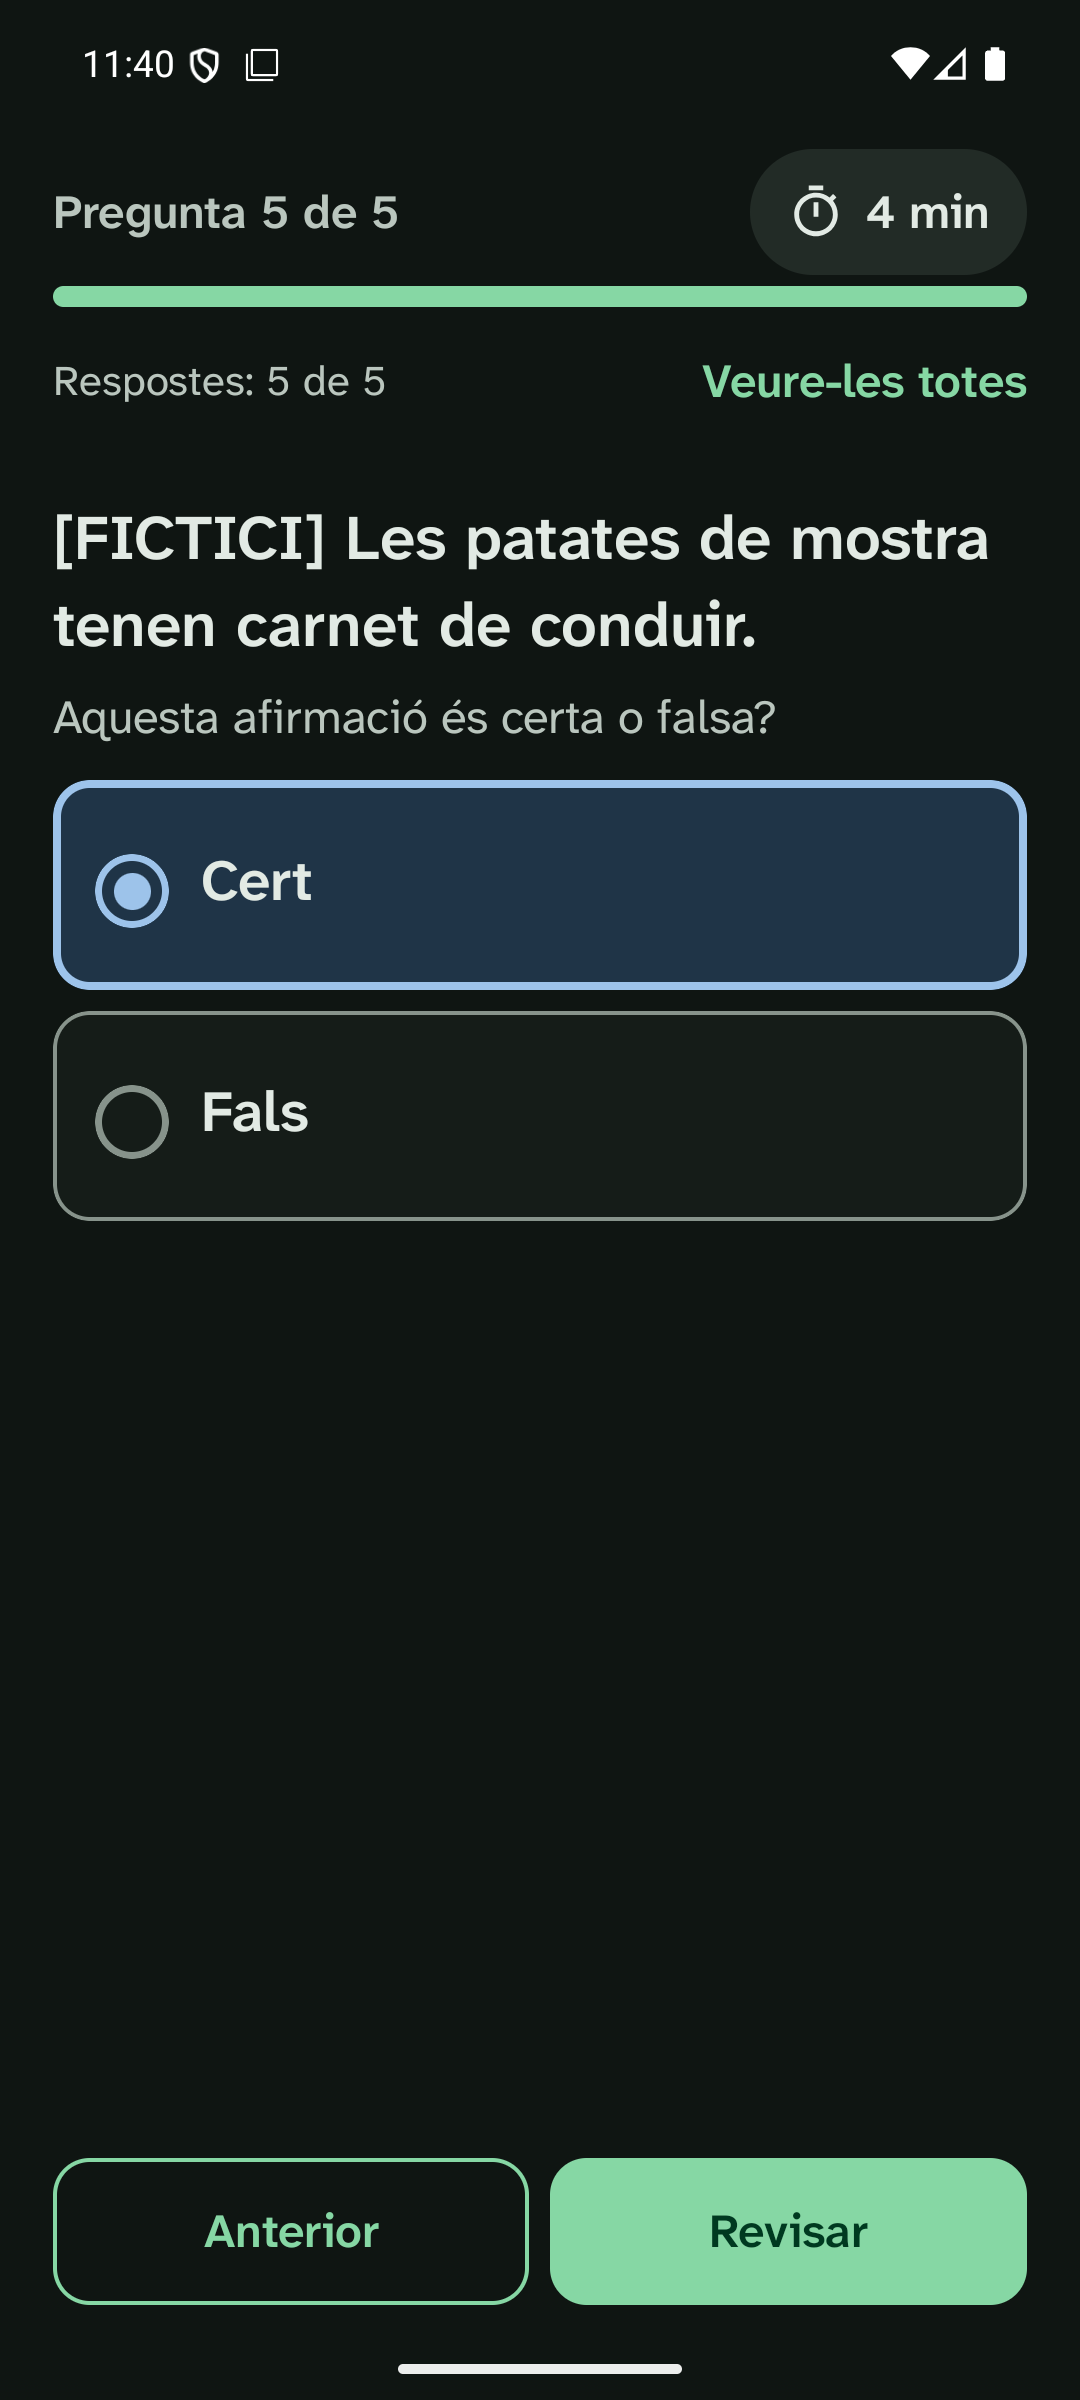 11:40
Pregunta 5 de 5
4 min
Respostes: 5 de 5
Veure-les totes
[FICTICI] Les patates de mostra
tenen carnet de conduir.
Aquesta afirmació és certa o falsa?
Cert
Fals
Anterior
Revisar